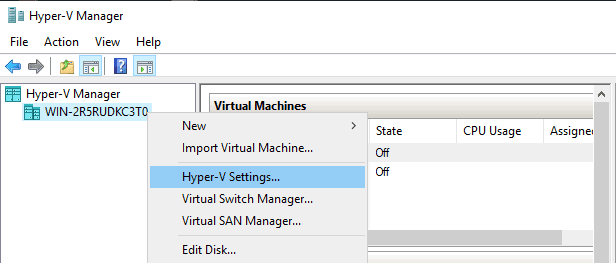 Hyper-V Manager
File Action View Help
Hyper-V Manager
WIN-2R5RUDKC3T0
Virtual Machines
State CPU Usage Assigned
Off
Off
New
Import Virtual Machine...
Hyper-V Settings...
Virtual Switch Manager...
Virtual SAN Manager...
Edit Disk...